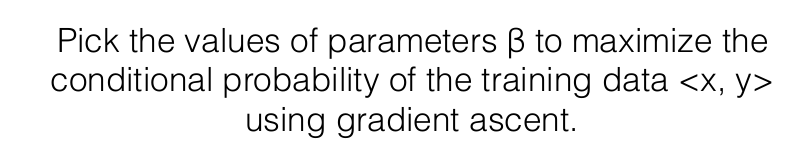 Pick the values of parameters β to maximize the
conditional probability of the training data <x, y>
using gradient ascent.